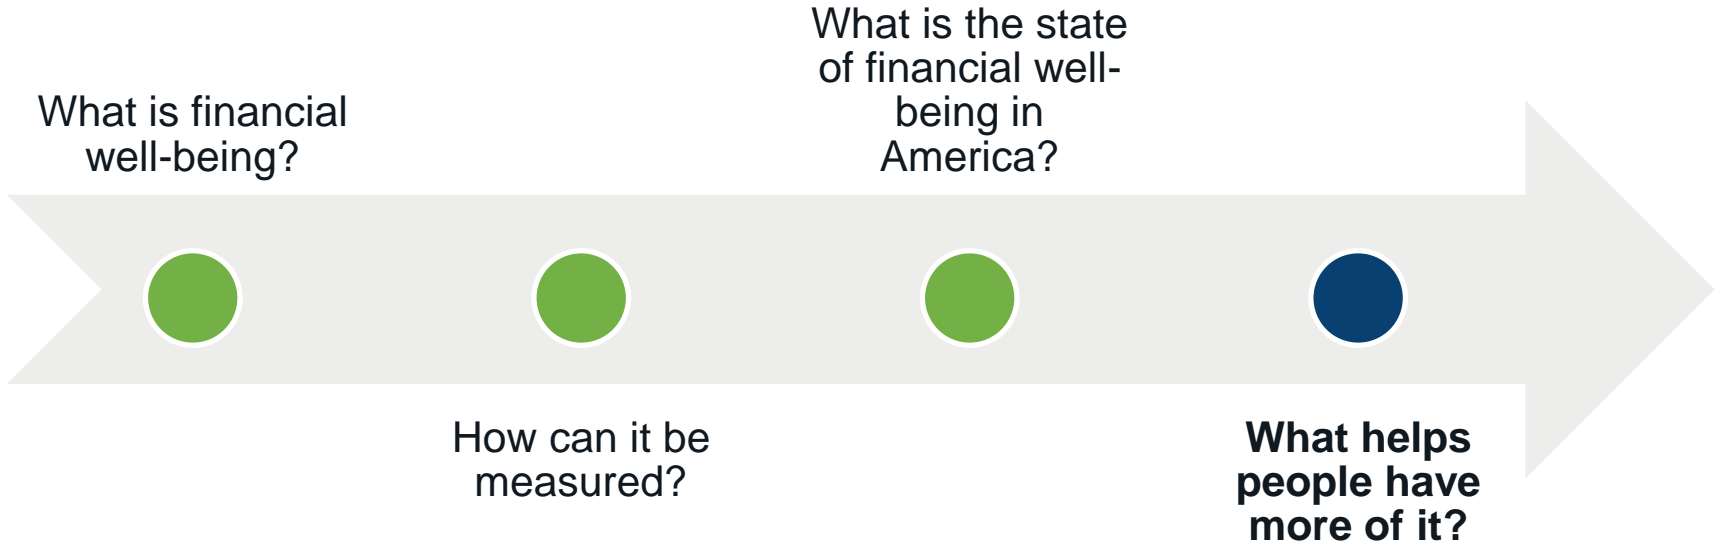 What is financial
well-being?
How can it be
measured?
What is the state
of financial well-
being in
America?
What helps
people have
more of it?